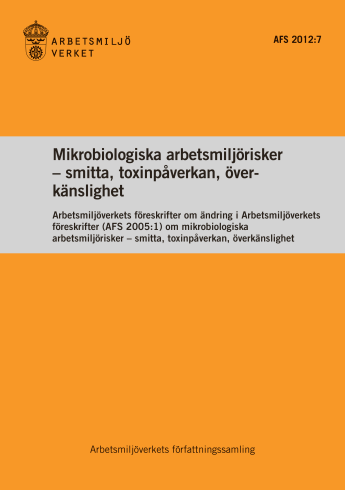 ARBETSMILJÖ
VERKET
AFS 2012:7
Mikrobiologiska arbetsmiljörisker
– smitta, toxinpåverkan, över-
känslighet
Arbetsmiljöverkets föreskrifter om ändring i Arbetsmiljöverkets
föreskrifter (AFS 2005:1) om mikrobiologiska
arbetsmiljörisker – smitta, toxinpåverkan, överkänslighet
Arbetsmiljöverkets författningssamling